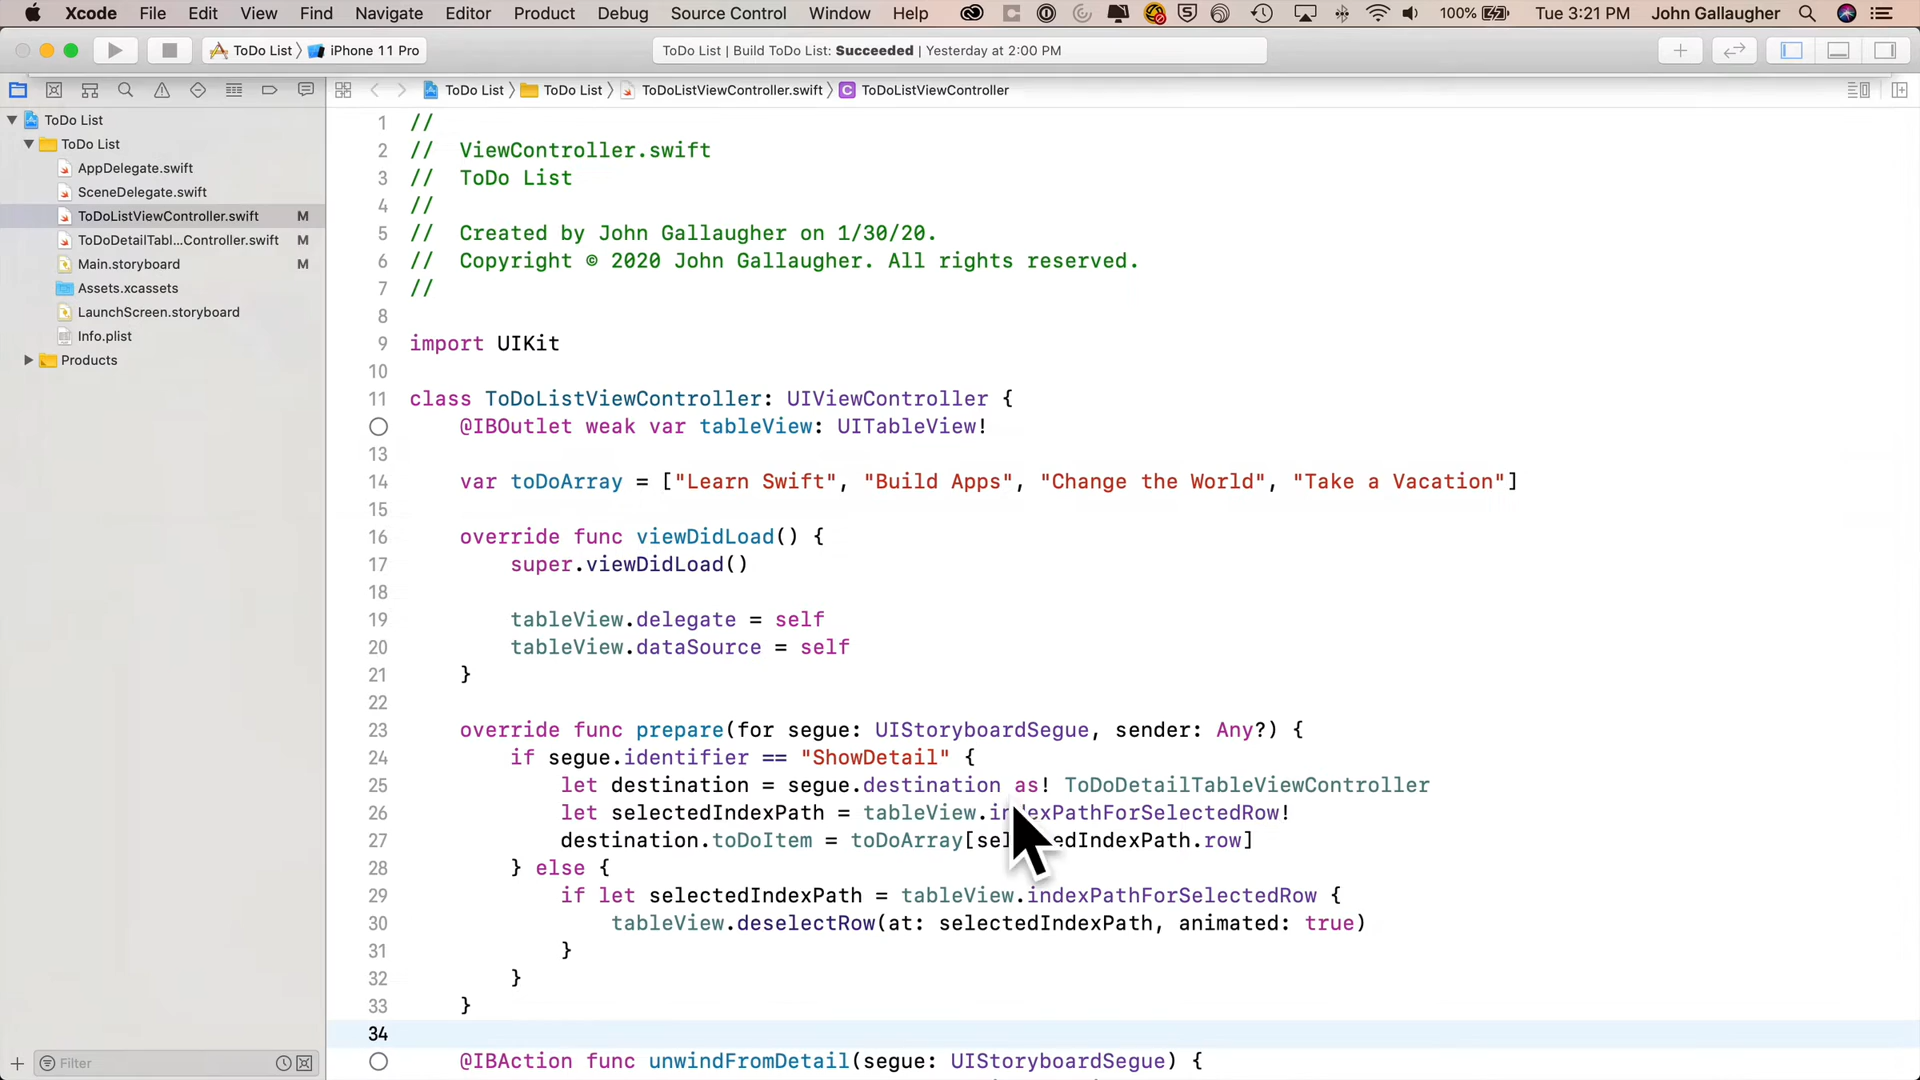 Xcode File Edit View Find Navigate Editor Product Debug Source Control Window Help 100% Tue 3:21 PM John Gallaugher
ToDo List iPhone 11 Pro ToDo List | Build ToDo List: Succeeded | Yesterday at 2:00 PM
ToDo List ToDo List ToDoListViewController.swift C ToDoListViewController
ToDo List
ToDo List
AppDelegate.swift
SceneDelegate.swift
ToDoListViewController.swift M
ToDoDetailTabl...Controller.swift M
Main.storyboard M
Assets.xcassets
LaunchScreen.storyboard
Info.plist
Products
Filter
1 //
2 // ViewController.swift
3 // ToDo List
4 //
5 // Created by John Gallaugher on 1/30/20.
6 // Copyright © 2020 John Gallaugher. All rights reserved.
7 //
8
9 import UIKit
10
11 class ToDoListViewController: UIViewController {
@IBOutlet weak var tableView: UITableView!
13
14 var toDoArray = ["Learn Swift", "Build Apps", "Change the World", "Take a Vacation"]
15
16 override func viewDidLoad() {
17 super.viewDidLoad()
18
19 tableView.delegate = self
20 tableView.dataSource = self
21 }
22
23 override func prepare(for segue: UIStoryboardSegue, sender: Any?) {
24 if segue.identifier == "ShowDetail" {
25 let destination = segue.destination as! ToDoDetailTableViewController
26 let selectedIndexPath = tableView.indexPathForSelectedRow!
27 destination.toDoItem = toDoArray[selectedIndexPath.row]
28 } else {
29 if let selectedIndexPath = tableView.indexPathForSelectedRow {
30 tableView.deselectRow(at: selectedIndexPath, animated: true)
31 }
32 }
33 }
34
@IBAction func unwindFromDetail(segue: UIStoryboardSegue) {